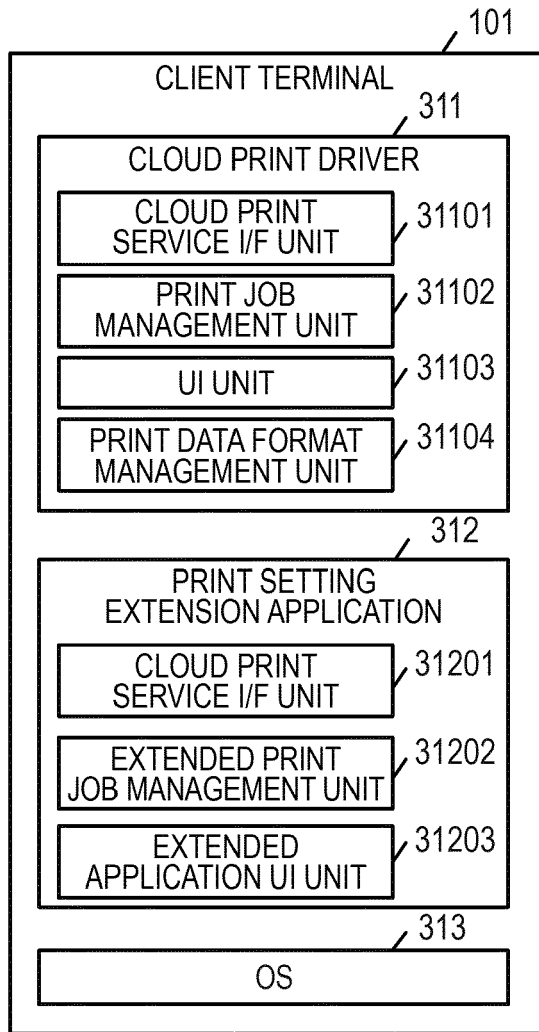 101
CLIENT TERMINAL
311
CLOUD PRINT DRIVER
CLOUD PRINT
SERVICE I/F UNIT
31101
PRINT JOB
MANAGEMENT UNIT
31102
UI UNIT
31103
PRINT DATA FORMAT
MANAGEMENT UNIT
31104
312
PRINT SETTING
EXTENSION APPLICATION
CLOUD PRINT
SERVICE I/F UNIT
31201
EXTENDED PRINT
JOB MANAGEMENT UNIT
31202
EXTENDED
APPLICATION UI UNIT
31203
313
OS